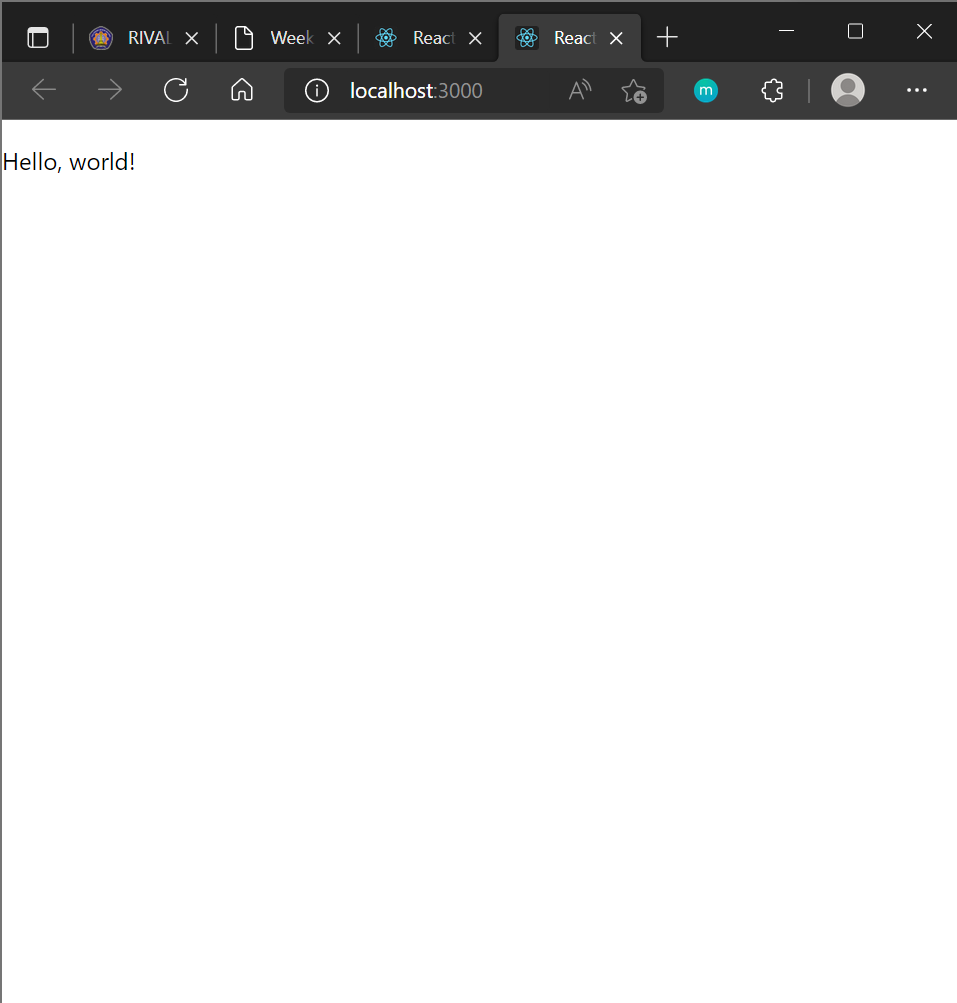 RIVAL
Week
React
React
localhost:3000
m
Hello, world!